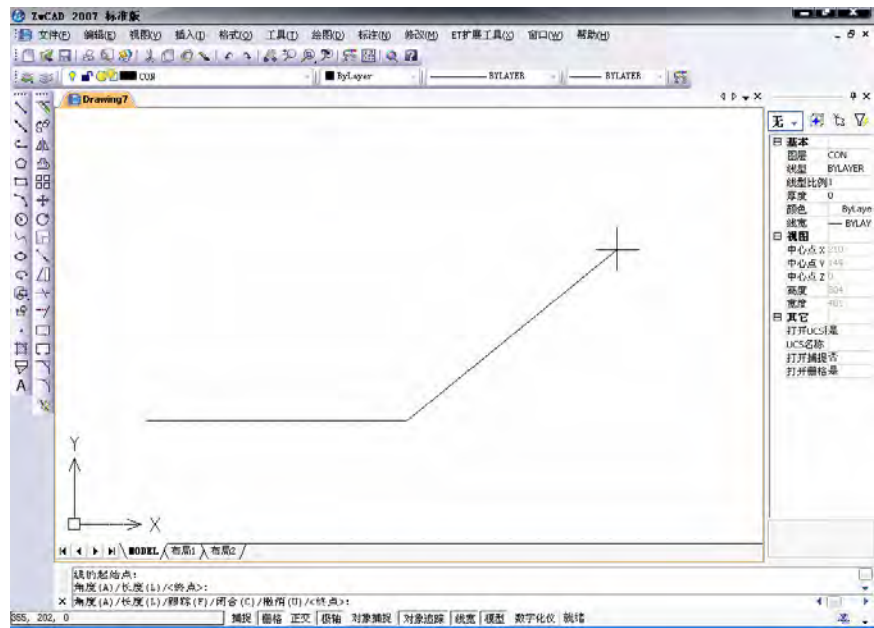 ZwCAD 2007 标准版
文件(F) 编辑(E) 视图(V) 插入(I) 格式(O) 工具(T) 绘图(D) 标注(N) 修改(M) ET扩展工具(X) 窗口(W) 帮助(H)
CON ByLayer BYLAYER BYLAYER
Drawing7
无
基本
图层 CON
线型 BYLAYER
线型比例 1
厚度 0
颜色 ByLaye
线宽 BYLAY
视图
中心点 X 210
中心点 Y 149
中心点 Z 0
高度 304
宽度 401
其它
打开UCS 是
UCS名称
打开捕捉 否
打开栅格 是
A
Y
X
MODEL 布局1 布局2
线的起始点:
角度(A)/长度(L)/<终点>:
角度(A)/长度(L)/跟踪(F)/闭合(C)/撤消(U)/<终点>:
355, 202, 0 捕捉 栅格 正交 极轴 对象捕捉 对象追踪 线宽 模型 数字化仪 就绪